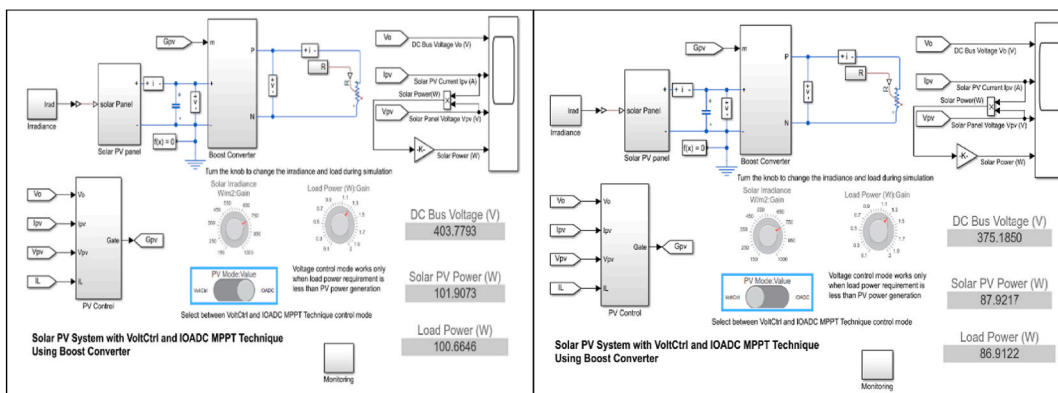 Gpv
m
P
N
+ i -
R
+ v -
Irad
Irradiance
solar Panel
Solar PV panel
f(x) = 0
Boost Converter
Vo
DC Bus Voltage Vo (V)
Ipv
Solar PV Current Ipv (A)
Solar Power(W)
X
Vpv
Solar Panel Voltage Vpv (V)
-K-
Solar Power (W)
Turn the knob to change the irradiance and load during simulation
Solar Irradiance
W/m2:Gain
Load Power (W):Gain
Vo
Ipv
Vpv
IL
Vo
Ipv
Vpv
IL
Gate
Gpv
PV Control
PV Mode:Value
VoltCtrl
IOADC
Voltage control mode works only
when load power requirement is
less than PV power generation
Select between VoltCtrl and IOADC MPPT Technique control mode
DC Bus Voltage (V)
403.7793
Solar PV Power (W)
101.9073
Load Power (W)
100.6646
Solar PV System with VoltCtrl and IOADC MPPT Technique
Using Boost Converter
Monitoring
Gpv
m
P
N
+ i -
R
+ v -
Irad
Irradiance
solar Panel
Solar PV panel
f(x) = 0
Boost Converter
Vo
DC Bus Voltage Vo (V)
Ipv
Solar PV Current Ipv (A)
Solar Power(W)
X
Vpv
Solar Panel Voltage Vpv (V)
-K-
Solar Power (W)
Turn the knob to change the irradiance and load during simulation
Solar Irradiance
W/m2:Gain
Load Power (W):Gain
Vo
Ipv
Vpv
IL
Vo
Ipv
Vpv
IL
Gate
Gpv
PV Control
PV Mode:Value
VoltCtrl
IOADC
Voltage control mode works only
when load power requirement is
less than PV power generation
Select between VoltCtrl and IOADC MPPT Technique control mode
DC Bus Voltage (V)
375.1850
Solar PV Power (W)
87.9217
Load Power (W)
86.9122
Solar PV System with VoltCtrl and IOADC MPPT Technique
Using Boost Converter
Monitoring